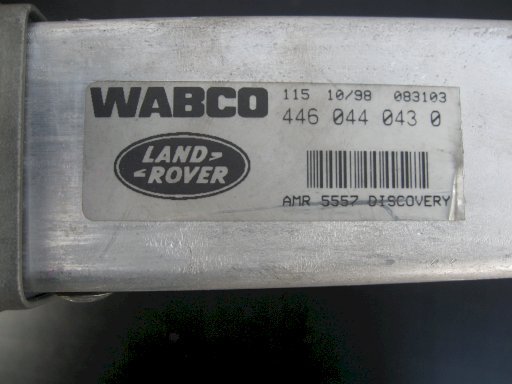 WABCO
115 10/98 083103
446 044 043 0
LAND
ROVER
AMR 5557 DISCOVERY